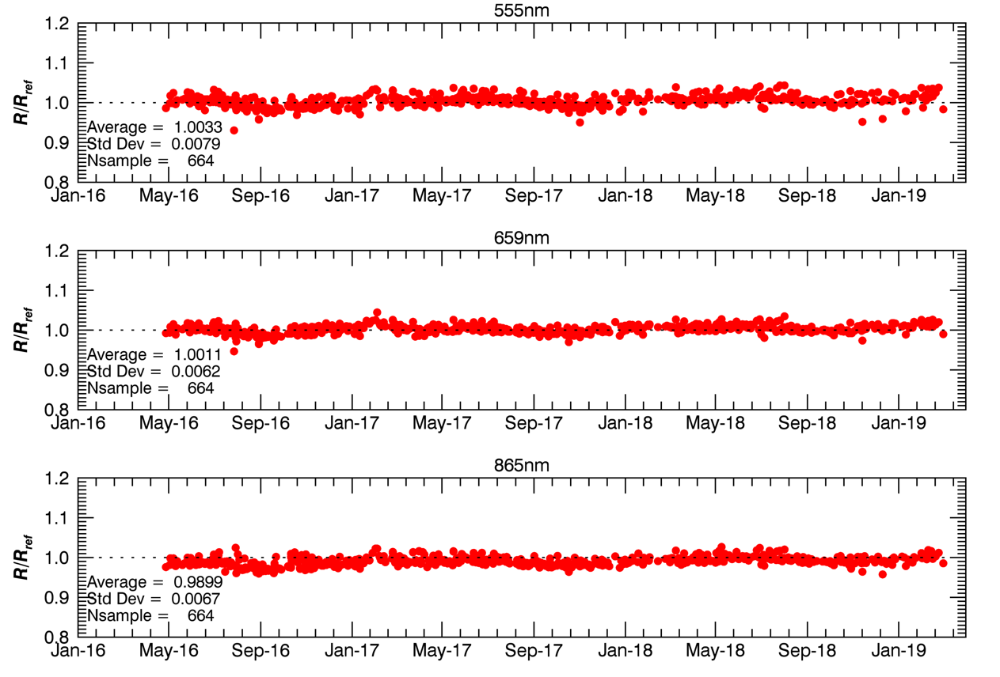 555nm
1.2
1.1
1.0
0.9
0.8
R/Rref
Average = 1.0033
Std Dev = 0.0079
Nsample = 664
Jan-16 May-16 Sep-16 Jan-17 May-17 Sep-17 Jan-18 May-18 Sep-18 Jan-19
659nm
1.2
1.1
1.0
0.9
0.8
R/Rref
Average = 1.0011
Std Dev = 0.0062
Nsample = 664
Jan-16 May-16 Sep-16 Jan-17 May-17 Sep-17 Jan-18 May-18 Sep-18 Jan-19
865nm
1.2
1.1
1.0
0.9
0.8
R/Rref
Average = 0.9899
Std Dev = 0.0067
Nsample = 664
Jan-16 May-16 Sep-16 Jan-17 May-17 Sep-17 Jan-18 May-18 Sep-18 Jan-19